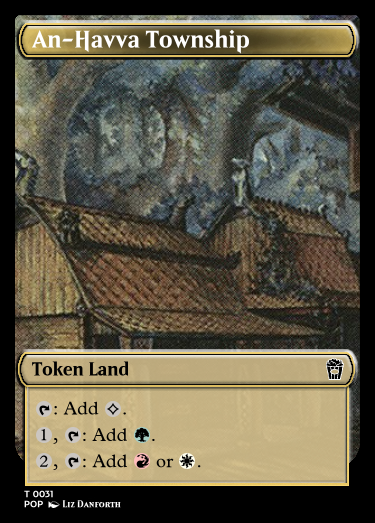 An-Havva Township
Token Land
: Add .
1, : Add .
2, : Add or .
T 0031
POP Liz Danforth